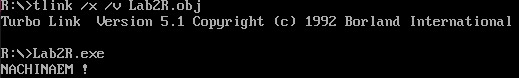 R:\>tlink /x /v Lab2R.obj
Turbo Link  Version 5.1 Copyright (c) 1992 Borland International
R:\>Lab2R.exe
NACHINAEM !